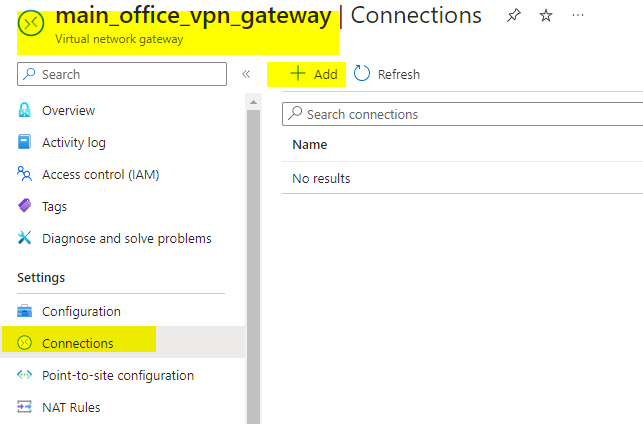 main_office_vpn_gateway | Connections
Virtual network gateway
Search
Add
Refresh
Overview
Search connections
Activity log
Name
Access control (IAM)
No results
Tags
Diagnose and solve problems
Settings
Configuration
Connections
Point-to-site configuration
NAT Rules